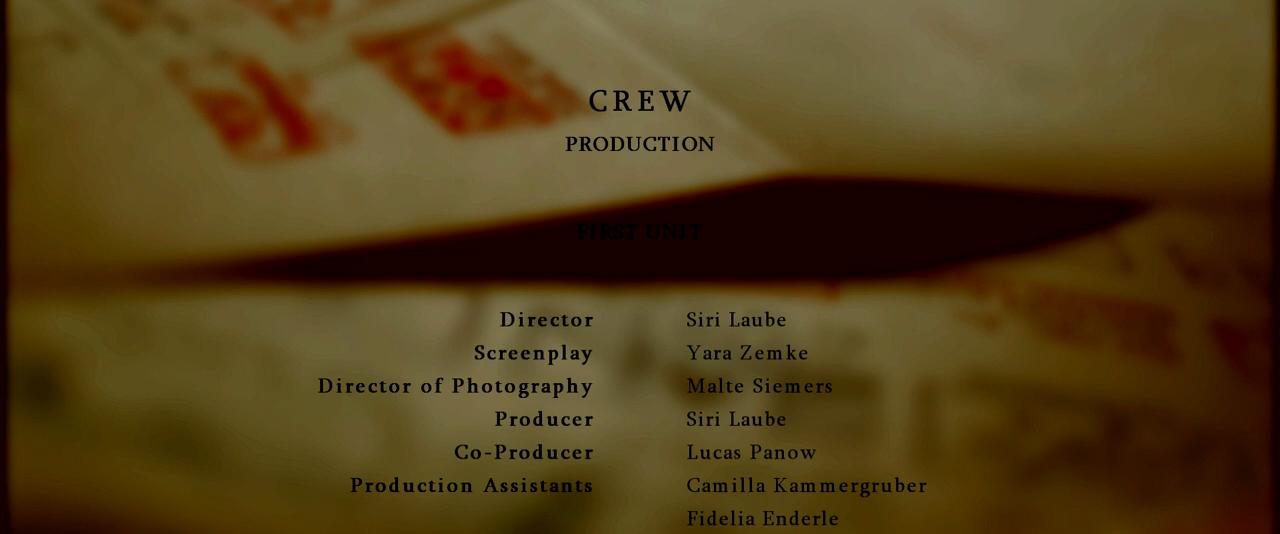 CREW
PRODUCTION
FIRST UNIT
Director Siri Laube
Screenplay Yara Zemke
Director of Photography Malte Siemers
Producer Siri Laube
Co-Producer Lucas Panow
Production Assistants Camilla Kammergruber
Fidelia Enderle